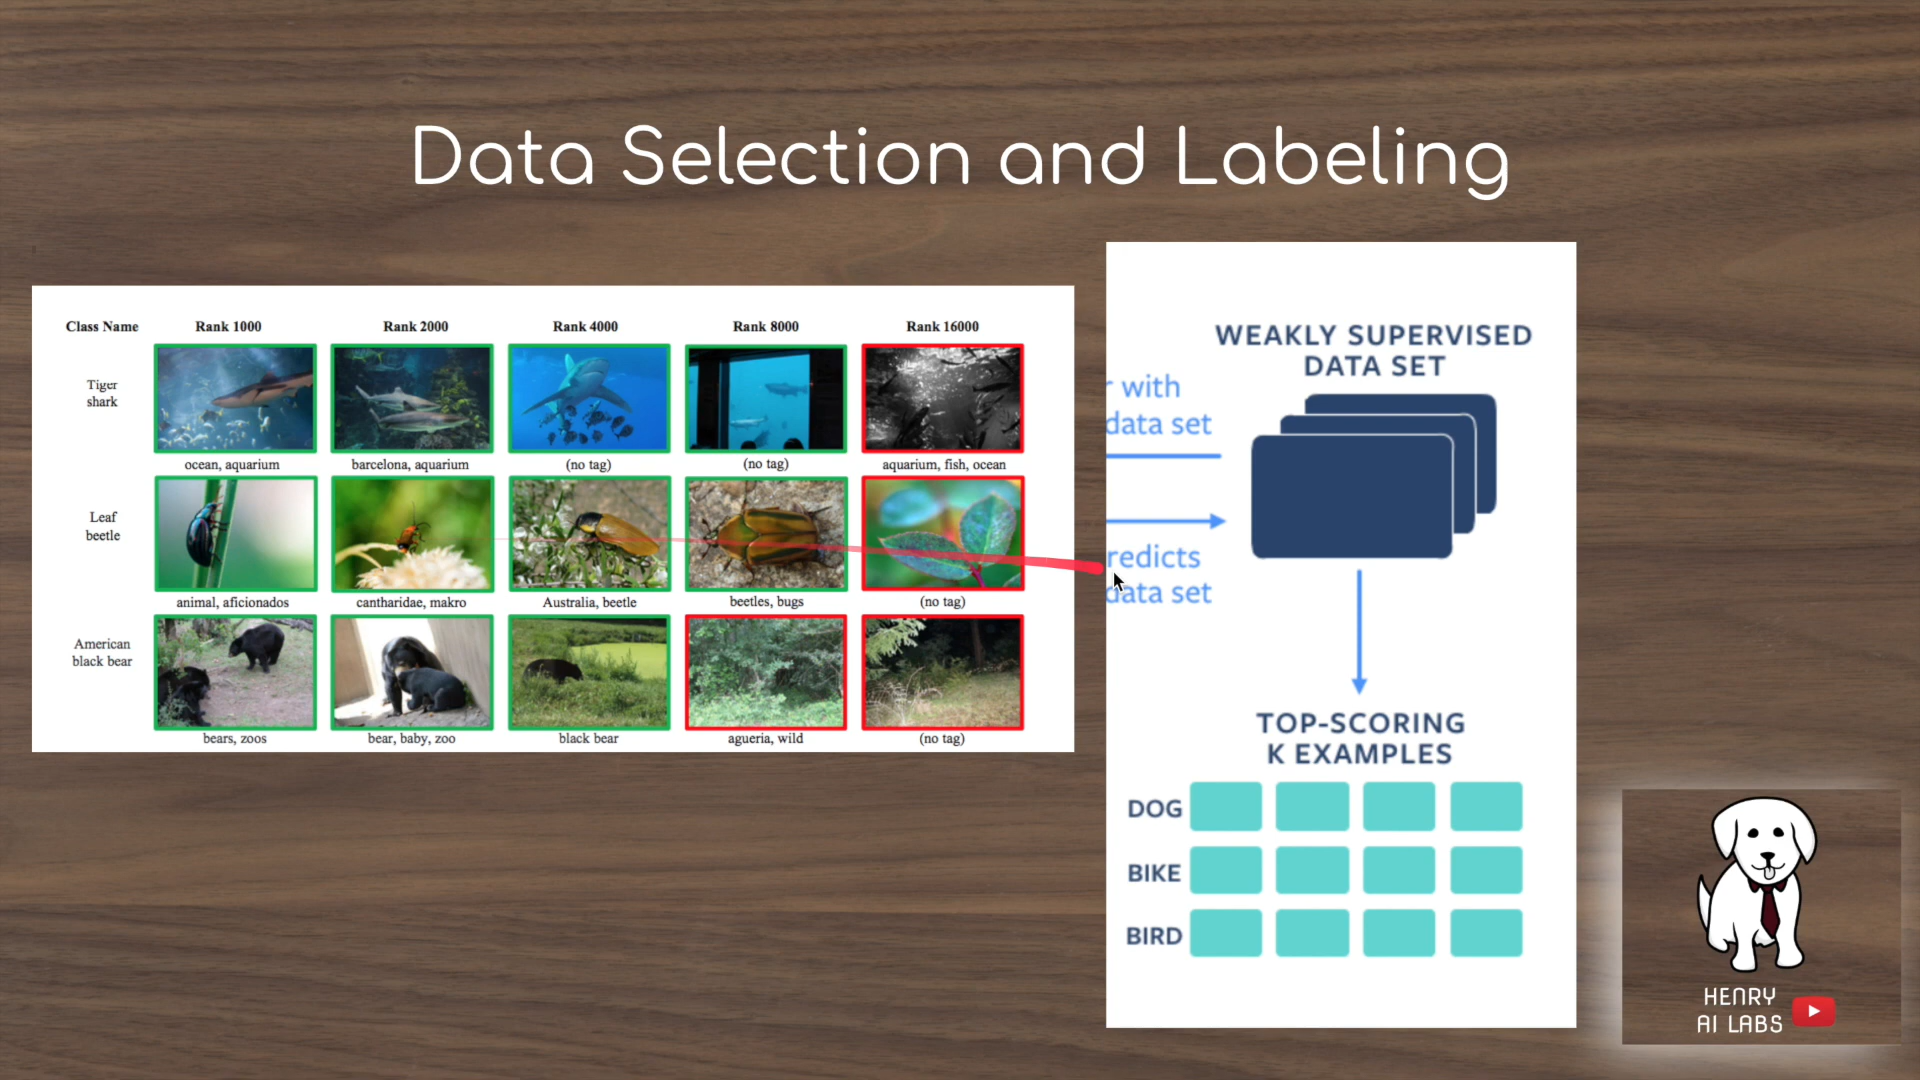 Data Selection and Labeling
Class Name Rank 1000 Rank 2000 Rank 4000 Rank 8000 Rank 16000
Tiger
shark
ocean, aquarium barcelona, aquarium (no tag) (no tag) aquarium, fish, ocean
Leaf
beetle
animal, aficionados cantharidae, makro Australia, beetle beetles, bugs (no tag)
American
black bear
bears, zoos bear, baby, zoo black bear agueria, wild (no tag)
WEAKLY SUPERVISED
DATA SET
r with
data set
redicts
data set
TOP-SCORING
K EXAMPLES
DOG
BIKE
BIRD
HENRY
AI LABS